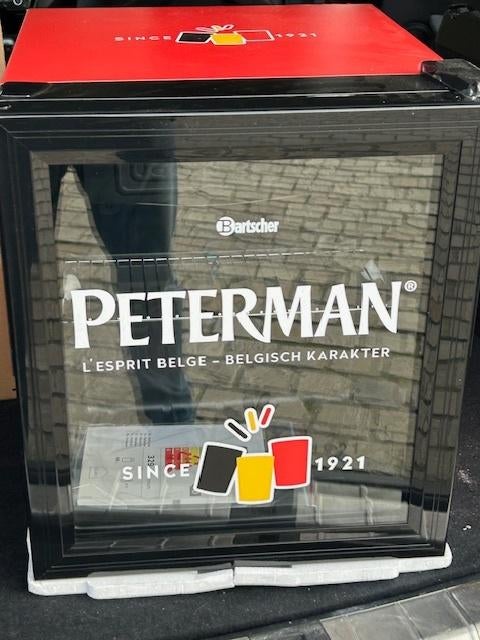 SINCE 1921
Bartscher
PETERMAN®
L'ESPRIT BELGE – BELGISCH KARAKTER
SINCE 1921